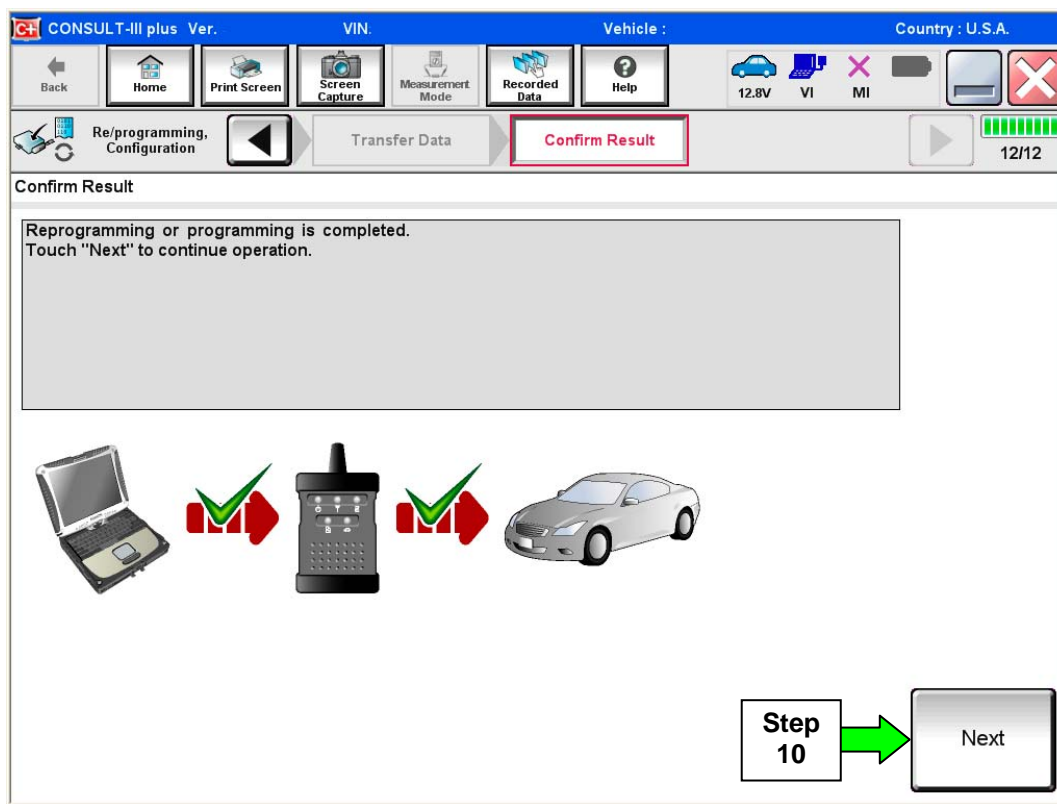 C+ CONSULT-III plus Ver. VIN: Vehicle : Country : U.S.A.
Back
Home
Print Screen
Screen
Capture
Measurement
Mode
Recorded
Data
Help
12.8V VI MI
Re/programming,
Configuration
Transfer Data
Confirm Result
12/12
Confirm Result
Reprogramming or programming is completed.
Touch "Next" to continue operation.
Step
10
Next